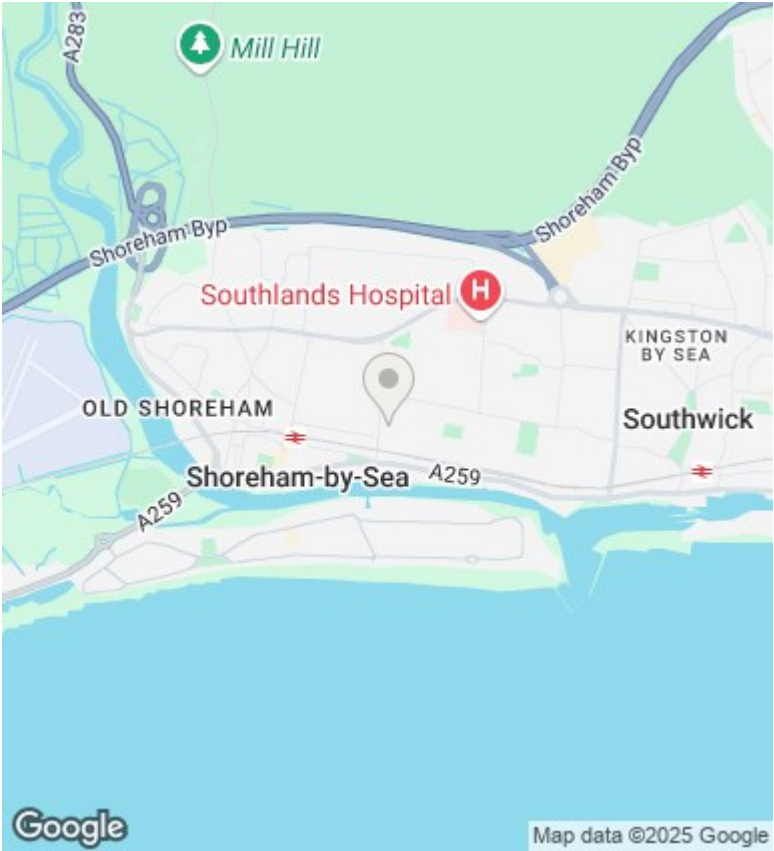 A283
Mill Hill
Shoreham Byp
Shoreham Byp
Southlands Hospital
H
KINGSTON
BY SEA
OLD SHOREHAM
Southwick
Shoreham-by-Sea
A259
A259
Google
Map data ©2025 Google